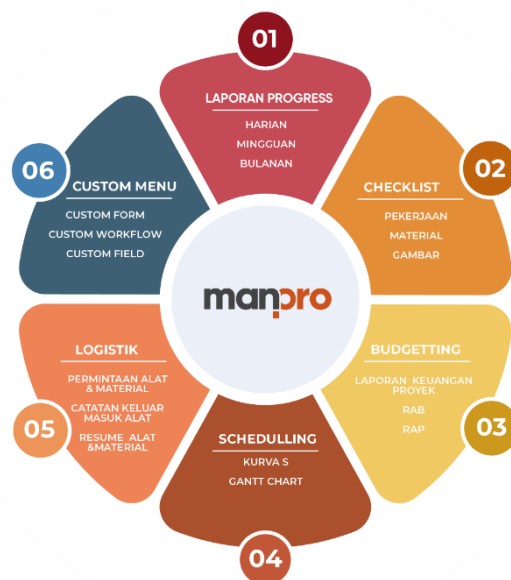 01
LAPORAN PROGRESS
HARIAN
MINGGUAN
BULANAN
02
CHECKLIST
PEKERJAAN
MATERIAL
GAMBAR
BUDGETTING
LAPORAN KEUANGAN
PROYEK
RAB
RAP
03
SCHEDULLING
KURVA S
GANTT CHART
04
LOGISTIK
PERMINTAAN ALAT
& MATERIAL
CATATAN KELUAR
MASUK ALAT
RESUME ALAT
&MATERIAL
05
06
CUSTOM MENU
CUSTOM FORM
CUSTOM WORKFLOW
CUSTOM FIELD
manpro